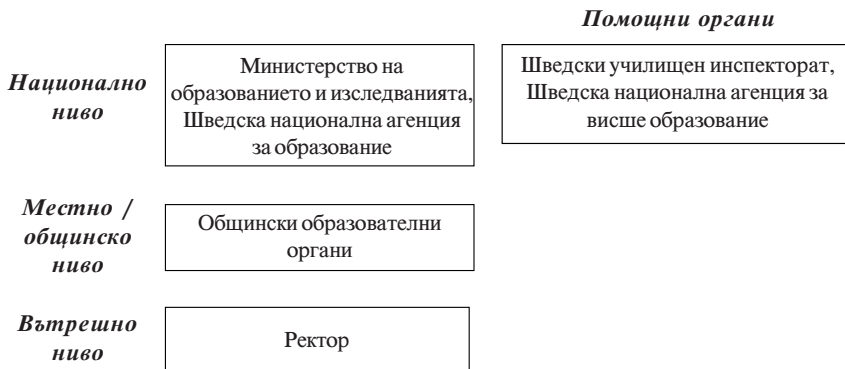 Помощни органи
Национално
ниво
Министерство на
образованието и изследванията,
Шведска национална агенция
за образование
Шведски училищен инспекторат,
Шведска национална агенция за
висше образование
Местно /
общинско
ниво
Общински образователни
органи
Вътрешно
ниво
Ректор